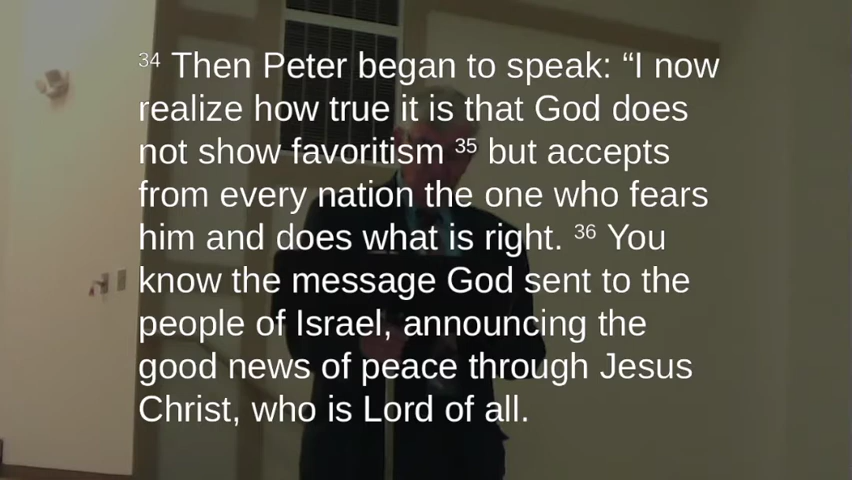 34 Then Peter began to speak: “I now
realize how true it is that God does
not show favoritism 35 but accepts
from every nation the one who fears
him and does what is right. 36 You
know the message God sent to the
people of Israel, announcing the
good news of peace through Jesus
Christ, who is Lord of all.